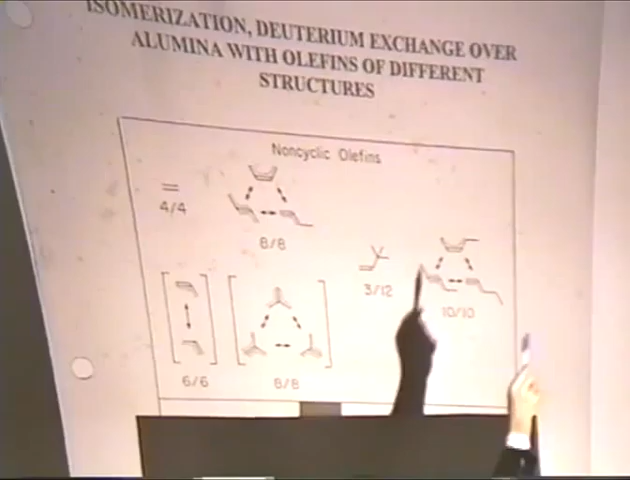 ISOMERIZATION, DEUTERIUM EXCHANGE OVER
ALUMINA WITH OLEFINS OF DIFFERENT
STRUCTURES
Noncyclic Olefins
4/4
8/8
3/12
10/10
6/6
8/8